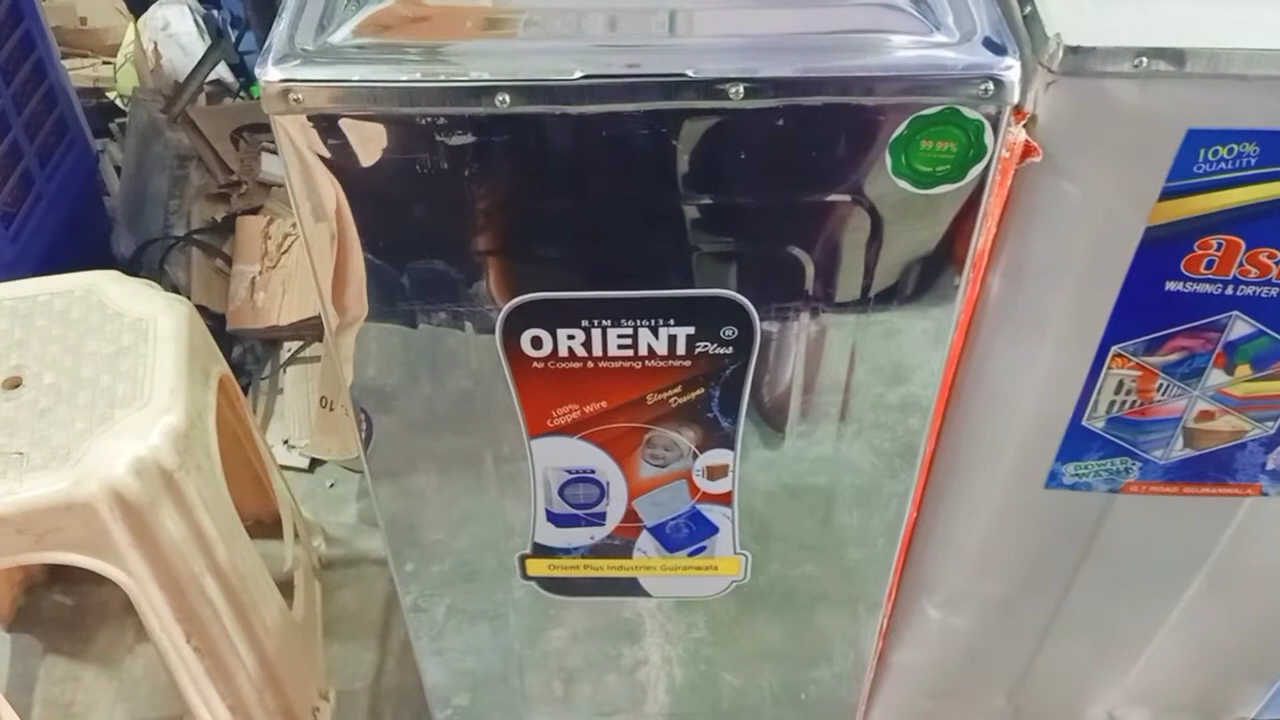 99.99%
R.T.M : 561613-4
ORIENT Plus ®
Air Cooler & Washing Machine
100%
Copper Wire
Elegant
Designs
Orient Plus Industries Gujranwala
100%
QUALITY
as
WASHING & DRYER
POWER
WASH
G.T ROAD, GUJRANWALA.
10